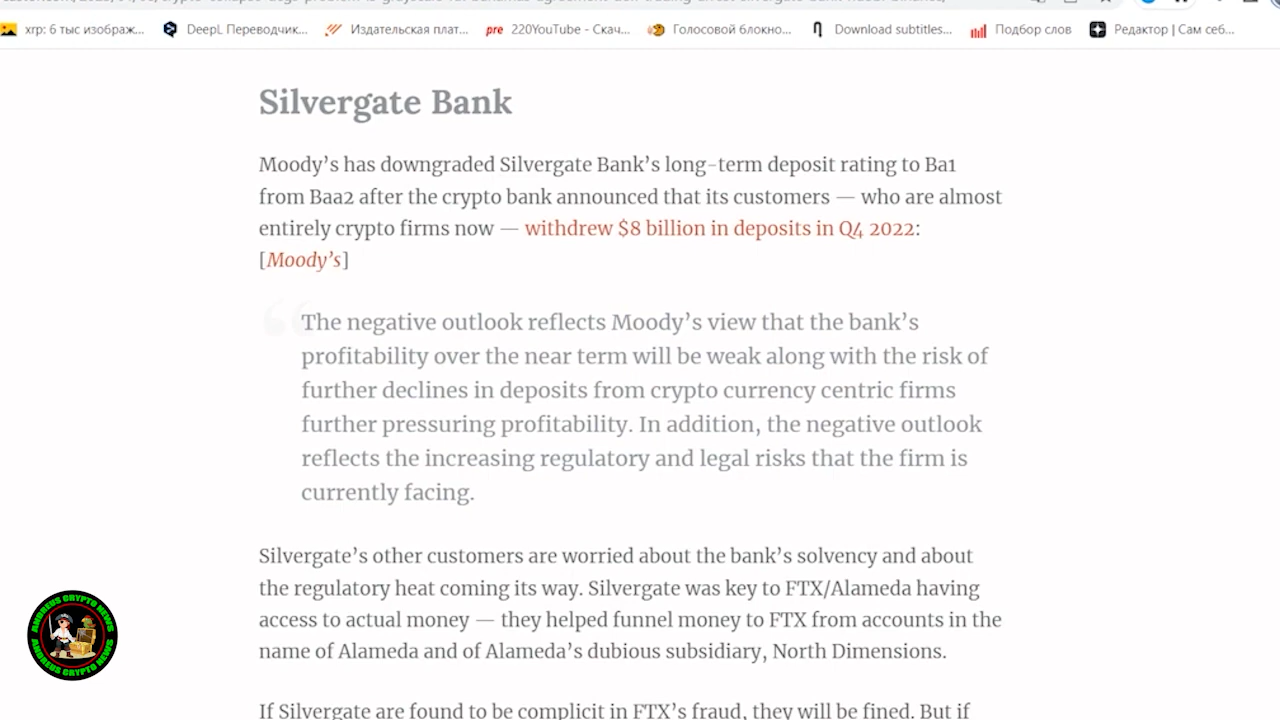 xrp: 6 тыс изображ...
DeepL Переводчик...
Издательская плат...
pre 220YouTube - Скач...
Голосовой блокно...
Download subtitles...
Подбор слов
Редактор | Сам себ...
Silvergate Bank
Moody’s has downgraded Silvergate Bank’s long-term deposit rating to Ba1
from Baa2 after the crypto bank announced that its customers — who are almost
entirely crypto firms now — withdrew $8 billion in deposits in Q4 2022:
[Moody’s]
“The negative outlook reflects Moody’s view that the bank’s
profitability over the near term will be weak along with the risk of
further declines in deposits from crypto currency centric firms
further pressuring profitability. In addition, the negative outlook
reflects the increasing regulatory and legal risks that the firm is
currently facing.
Silvergate’s other customers are worried about the bank’s solvency and about
the regulatory heat coming its way. Silvergate was key to FTX/Alameda having
access to actual money — they helped funnel money to FTX from accounts in the
name of Alameda and of Alameda’s dubious subsidiary, North Dimensions.
If Silvergate are found to be complicit in FTX’s fraud, they will be fined. But if
ANDREUS CRYPTO NEWS
ANDREUS CRYPTO NEWS